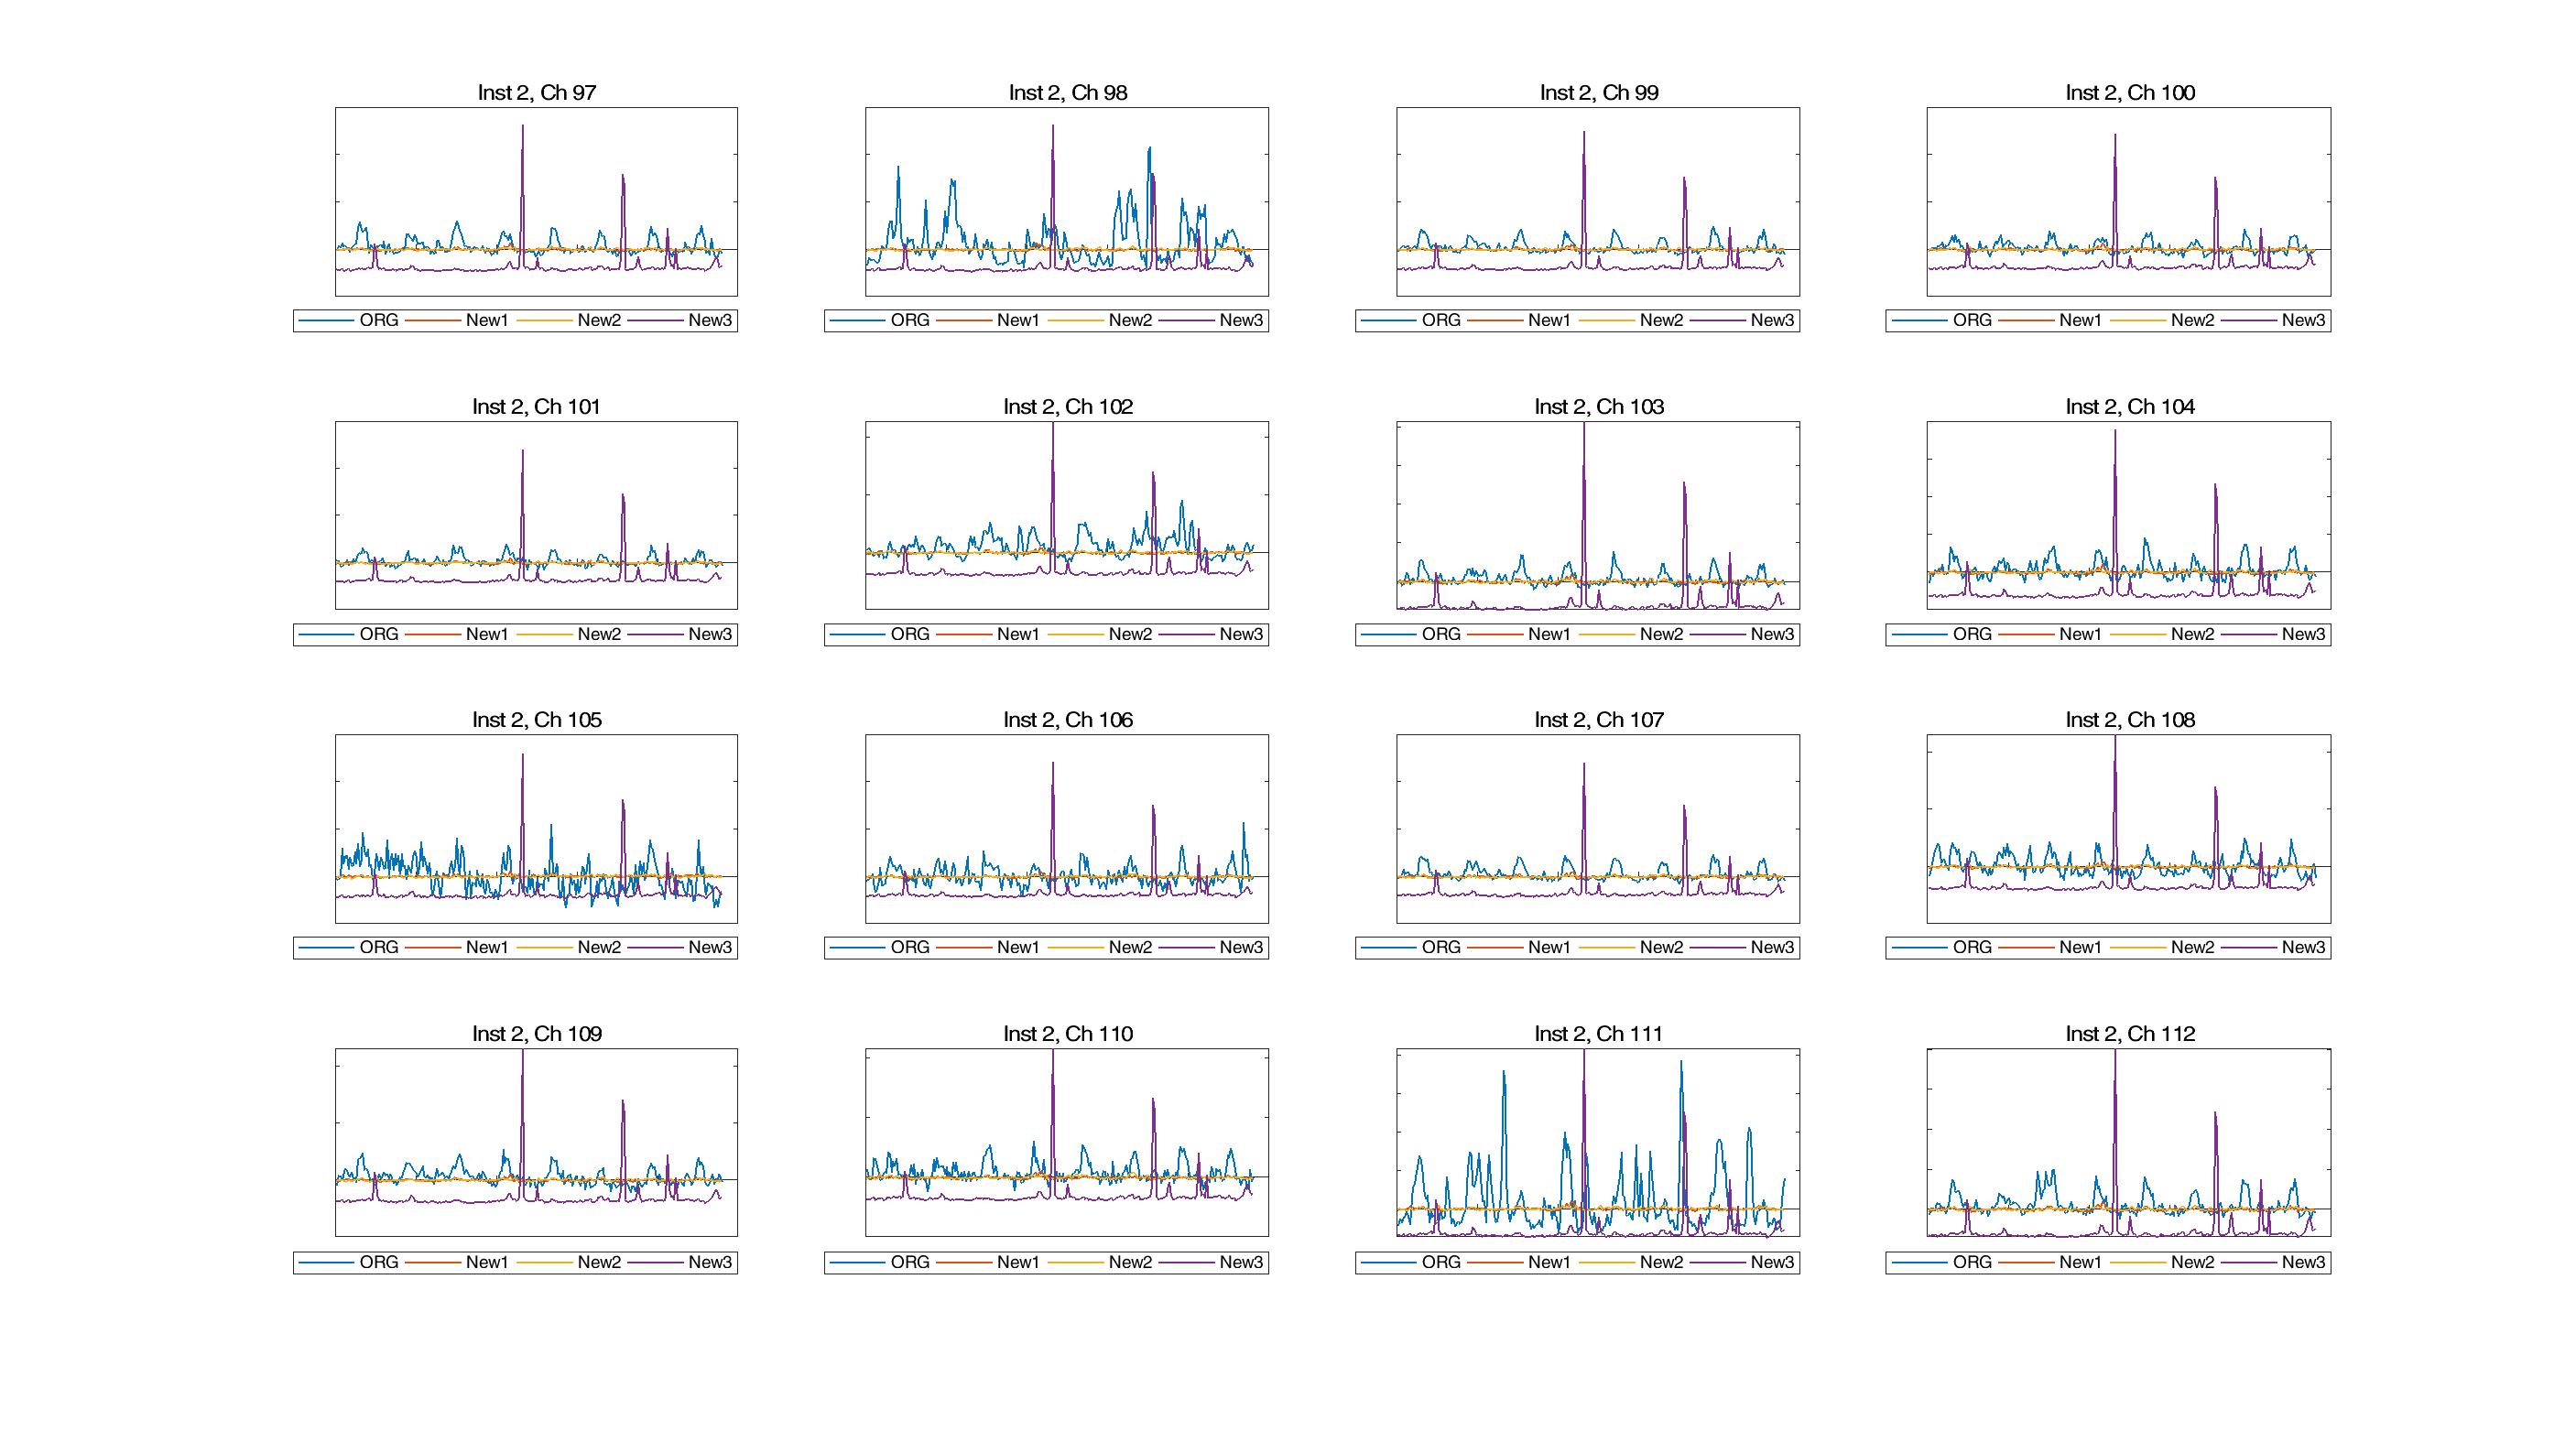 Inst 2, Ch 97
Inst 2, Ch 98
Inst 2, Ch 99
Inst 2, Ch 100
ORG New1 New2 New3
ORG New1 New2 New3
ORG New1 New2 New3
ORG New1 New2 New3
Inst 2, Ch 101
Inst 2, Ch 102
Inst 2, Ch 103
Inst 2, Ch 104
ORG New1 New2 New3
ORG New1 New2 New3
ORG New1 New2 New3
ORG New1 New2 New3
Inst 2, Ch 105
Inst 2, Ch 106
Inst 2, Ch 107
Inst 2, Ch 108
ORG New1 New2 New3
ORG New1 New2 New3
ORG New1 New2 New3
ORG New1 New2 New3
Inst 2, Ch 109
Inst 2, Ch 110
Inst 2, Ch 111
Inst 2, Ch 112
ORG New1 New2 New3
ORG New1 New2 New3
ORG New1 New2 New3
ORG New1 New2 New3